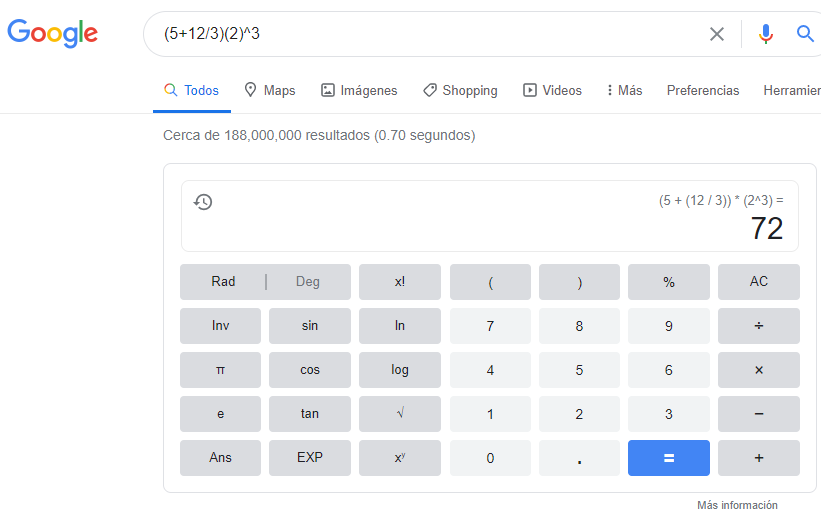 Google (5+12/3)(2)^3
Todos Maps Imágenes Shopping Videos Más Preferencias Herramier
Cerca de 188,000,000 resultados (0.70 segundos)
(5 + (12 / 3)) * (2^3) =
72
Rad | Deg x! ( ) % AC
Inv sin ln 7 8 9 ÷
π cos log 4 5 6 ×
e tan √ 1 2 3 −
Ans EXP xʸ 0 . = +
Más información